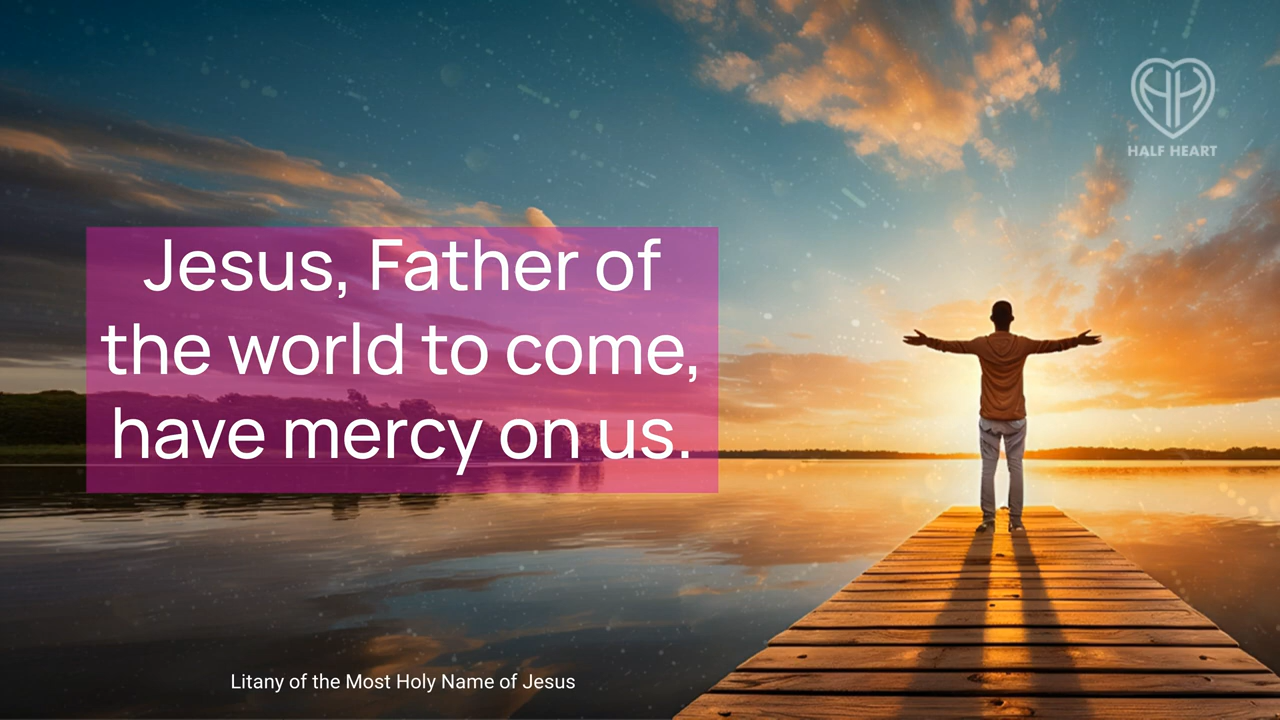 HALF HEART
Jesus, Father of
the world to come,
have mercy on us.
Litany of the Most Holy Name of Jesus